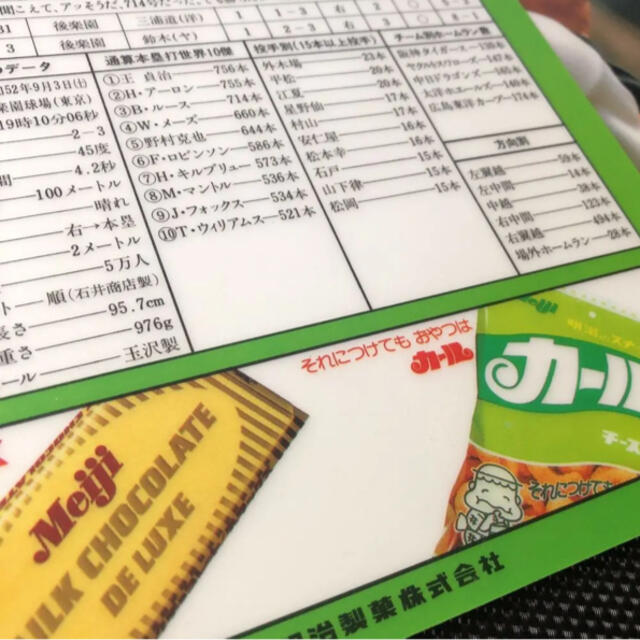 聞こえて、アッそうだ、714号だった、
31 後楽園 三浦道(洋) 1 1-3 右 2
3 後楽園 鈴木(ヤ) 1 2-3 右 3
データ
52年9月3日(土)
楽園球場(東京)
19時10分06秒
2-3
45度
間 4.2秒
100メートル
晴れ
右→本塁
2メートル
5万人
ト 順(石井商店製)
長さ 95.7cm
重さ 976g
ール 玉沢製
通算本塁打世界10傑
①王 貞治 756本
②H・アーロン 755本
③B・ルース 714本
④W・メーズ 660本
⑤野村克也 644本
⑥F・ロビンソン 586本
⑦H・キルブリュー 573本
⑧M・マントル 536本
⑨J・フォックス 534本
⑩T・ウィリアムス 521本
投手別(15本以上投手)
外木場 23本
平松 20本
江夏 20本
星野仙 17本
村山 16本
安仁屋 16本
松本幸 16本
石戸 15本
山下律 15本
松岡 15本
チーム別ホームラン数
阪神タイガース
ヤクルトスワローズ 147本
中日ドラゴンズ 165本
大洋ホエールズ 140本
広島東洋カープ 174本
方向別
左翼越 59本
左中間 14本
中越 38本
右中間 123本
右翼越 494本
場外ホームラン 28本
それにつけても おやつは
カール
Meiji
明治のスナ
カール
チーズ
それにつけても
Meiji
MILK CHOCOLATE
DE LUXE
明治製菓株式会社